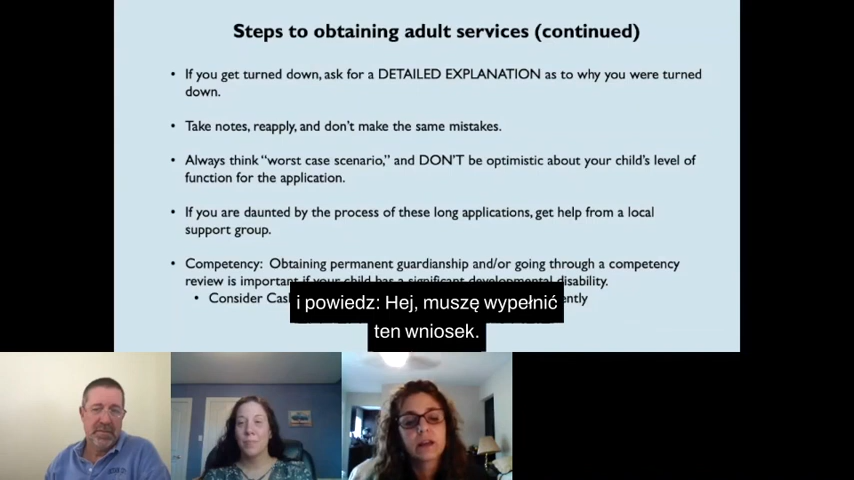 Steps to obtaining adult services (continued)
• If you get turned down, ask for a DETAILED EXPLANATION as to why you were turned
down.
• Take notes, reapply, and don't make the same mistakes.
• Always think "worst case scenario," and DON'T be optimistic about your child's level of
function for the application.
• If you are daunted by the process of these long applications, get help from a local
support group.
• Competency: Obtaining permanent guardianship and/or going through a competency
review is important if your child has a significant developmental disability.
• Consider
i powiedz: Hej, muszę wypełnić
ten wniosek.